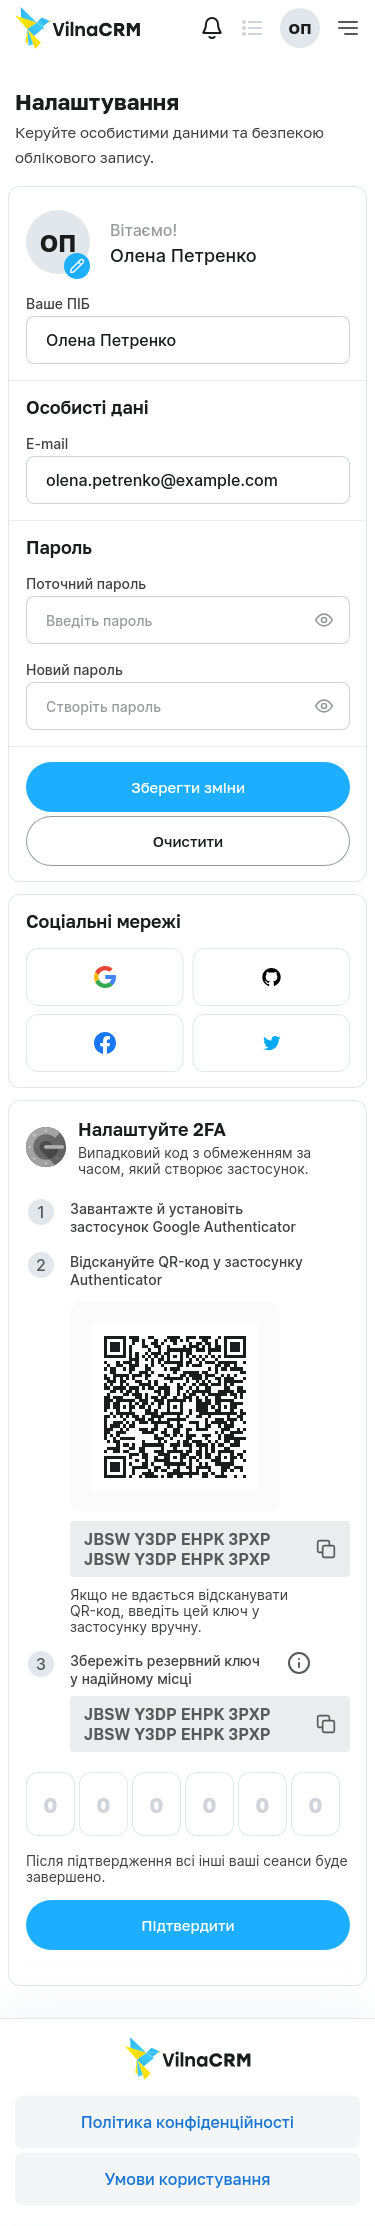 VilnaCRM
ОП
Налаштування
Керуйте особистими даними та безпекою
облікового запису.
ОП
Вітаємо!
Олена Петренко
Ваше ПІБ
Олена Петренко
Особисті дані
E-mail
olena.petrenko@example.com
Пароль
Поточний пароль
Введіть пароль
Новий пароль
Створіть пароль
Зберегти зміни
Очистити
Соціальні мережі
Налаштуйте 2FA
Випадковий код з обмеженням за
часом, який створює застосунок.
1
Завантажте й установіть
застосунок Google Authenticator
2
Відскануйте QR-код у застосунку
Authenticator
JBSW Y3DP EHPK 3PXP
JBSW Y3DP EHPK 3PXP
Якщо не вдається відсканувати
QR-код, введіть цей ключ у
застосунку вручну.
3
Збережіть резервний ключ
у надійному місці
JBSW Y3DP EHPK 3PXP
JBSW Y3DP EHPK 3PXP
0 0 0 0 0 0
Після підтвердження всі інші ваші сеанси буде
завершено.
Підтвердити
VilnaCRM
Політика конфіденційності
Умови користування